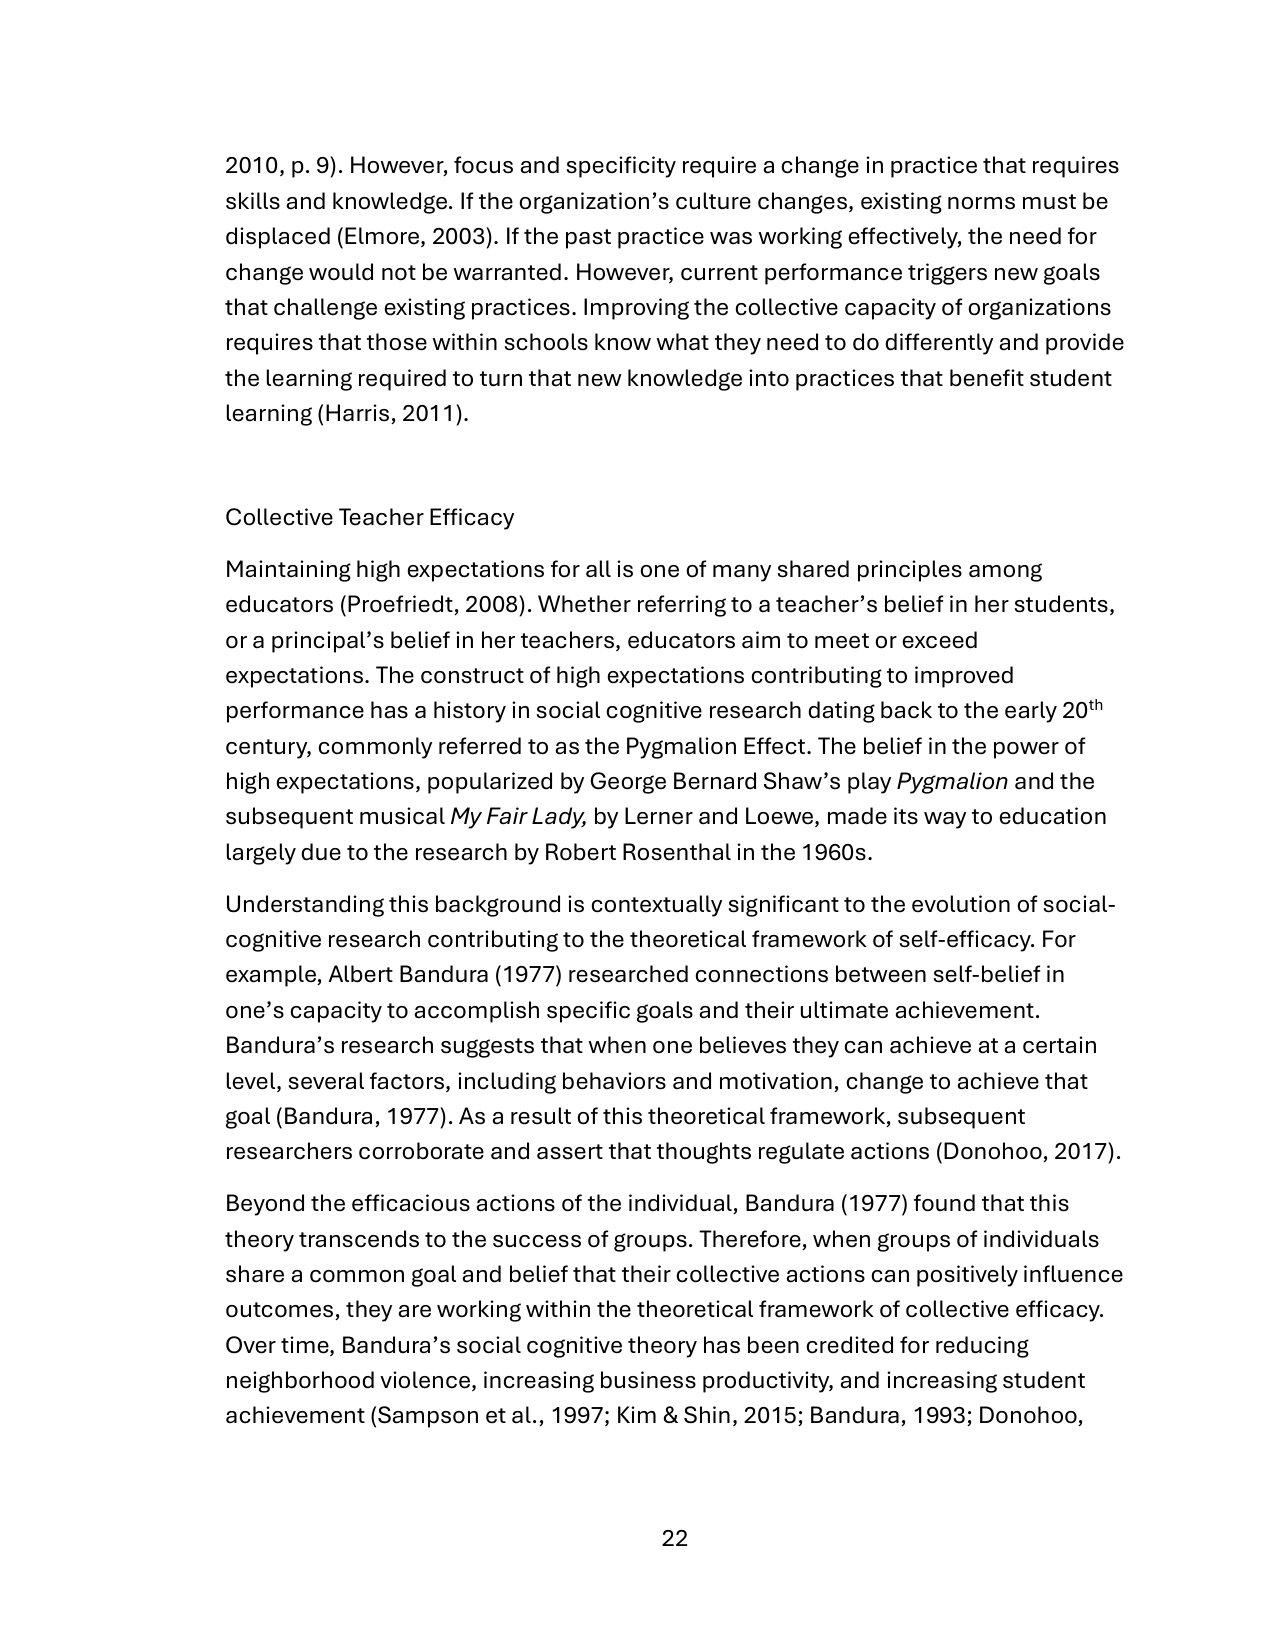 2010, p. 9). However, focus and specificity require a change in practice that requires
skills and knowledge. If the organization’s culture changes, existing norms must be
displaced (Elmore, 2003). If the past practice was working effectively, the need for
change would not be warranted. However, current performance triggers new goals
that challenge existing practices. Improving the collective capacity of organizations
requires that those within schools know what they need to do differently and provide
the learning required to turn that new knowledge into practices that benefit student
learning (Harris, 2011).
Collective Teacher Efficacy
Maintaining high expectations for all is one of many shared principles among
educators (Proefriedt, 2008). Whether referring to a teacher’s belief in her students,
or a principal’s belief in her teachers, educators aim to meet or exceed
expectations. The construct of high expectations contributing to improved
performance has a history in social cognitive research dating back to the early 20th
century, commonly referred to as the Pygmalion Effect. The belief in the power of
high expectations, popularized by George Bernard Shaw’s play Pygmalion and the
subsequent musical My Fair Lady, by Lerner and Loewe, made its way to education
largely due to the research by Robert Rosenthal in the 1960s.
Understanding this background is contextually significant to the evolution of social-
cognitive research contributing to the theoretical framework of self-efficacy. For
example, Albert Bandura (1977) researched connections between self-belief in
one’s capacity to accomplish specific goals and their ultimate achievement.
Bandura’s research suggests that when one believes they can achieve at a certain
level, several factors, including behaviors and motivation, change to achieve that
goal (Bandura, 1977). As a result of this theoretical framework, subsequent
researchers corroborate and assert that thoughts regulate actions (Donohoo, 2017).
Beyond the efficacious actions of the individual, Bandura (1977) found that this
theory transcends to the success of groups. Therefore, when groups of individuals
share a common goal and belief that their collective actions can positively influence
outcomes, they are working within the theoretical framework of collective efficacy.
Over time, Bandura’s social cognitive theory has been credited for reducing
neighborhood violence, increasing business productivity, and increasing student
achievement (Sampson et al., 1997; Kim & Shin, 2015; Bandura, 1993; Donohoo,
22